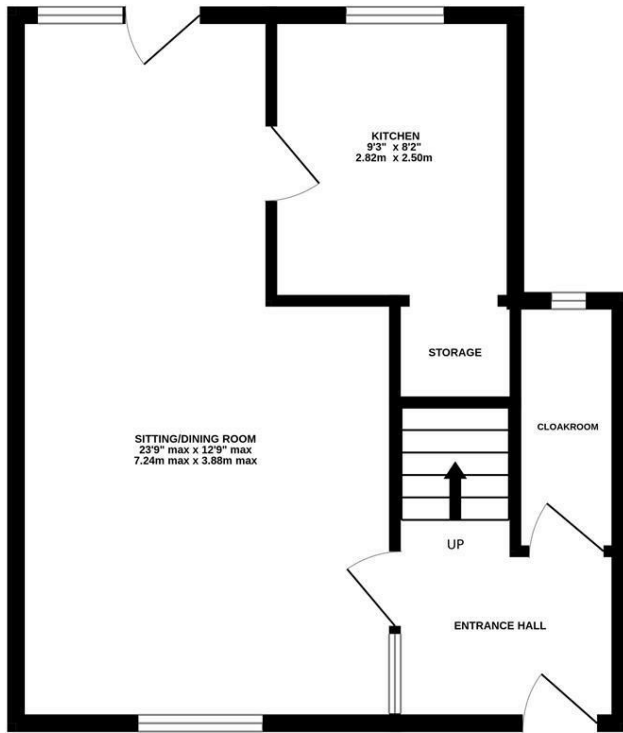 KITCHEN
9'3" x 8'2"
2.82m x 2.50m
STORAGE
CLOAKROOM
SITTING/DINING ROOM
23'9" max x 12'9" max
7.24m max x 3.88m max
UP
ENTRANCE HALL